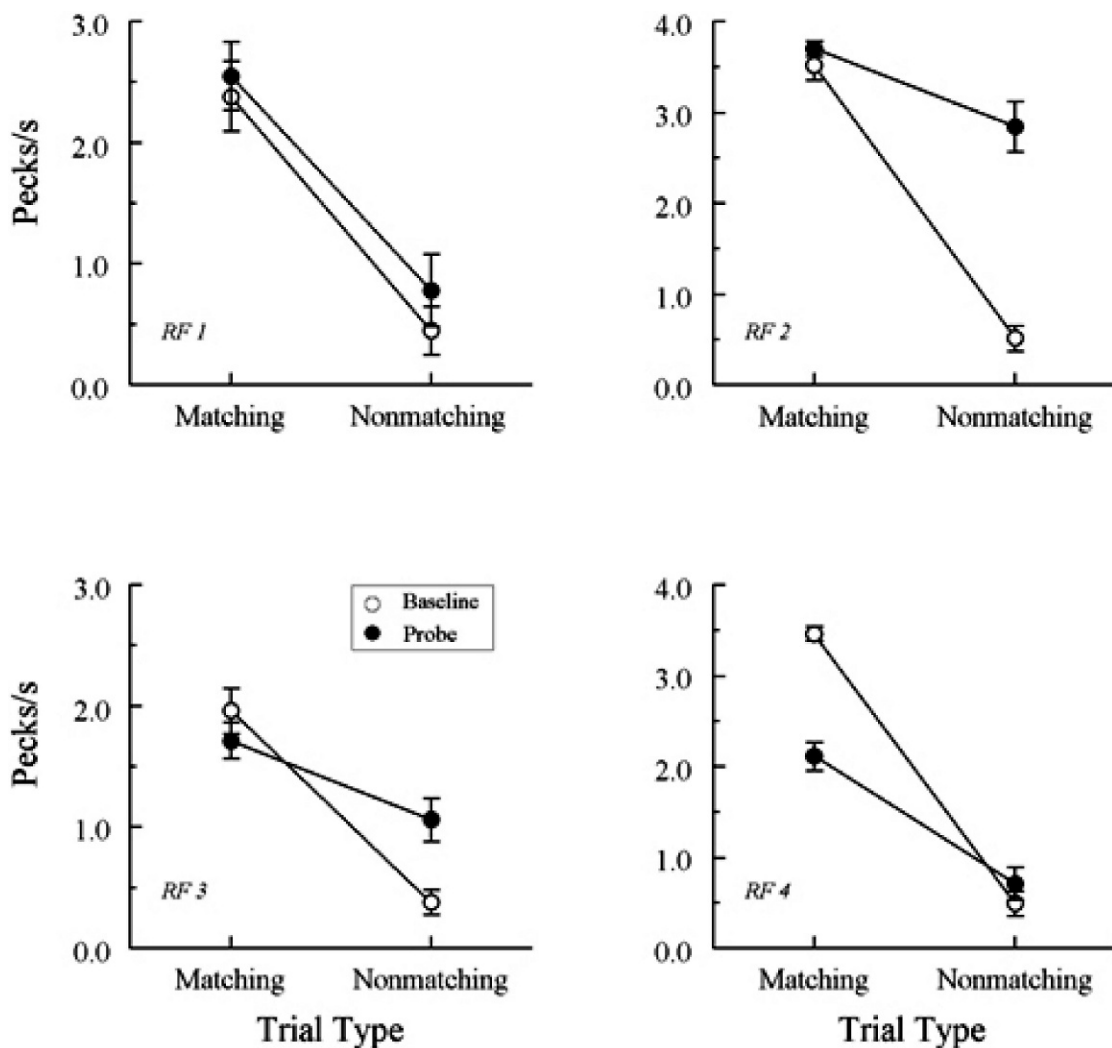 3.0
2.0
1.0
0.0
Pecks/s
RF 1
Matching Nonmatching
4.0
3.0
2.0
1.0
0.0
RF 2
Matching Nonmatching
3.0
2.0
1.0
0.0
Pecks/s
Baseline
Probe
RF 3
Matching Nonmatching
Trial Type
4.0
3.0
2.0
1.0
0.0
RF 4
Matching Nonmatching
Trial Type